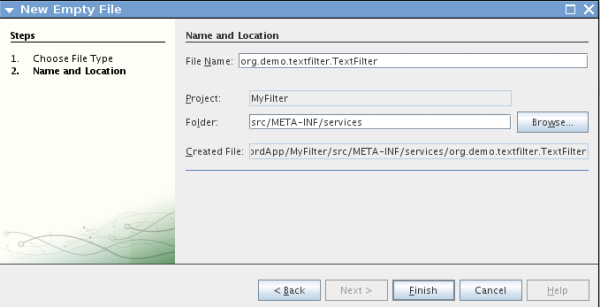 New Empty File
Steps
1. Choose File Type
2. Name and Location
Name and Location
File Name: org.demo.textfilter.TextFilter
Project: MyFilter
Folder: src/META-INF/services
Browse...
Created File: ordApp/MyFilter/src/META-INF/services/org.demo.textfilter.TextFilter
< Back Next > Finish Cancel Help